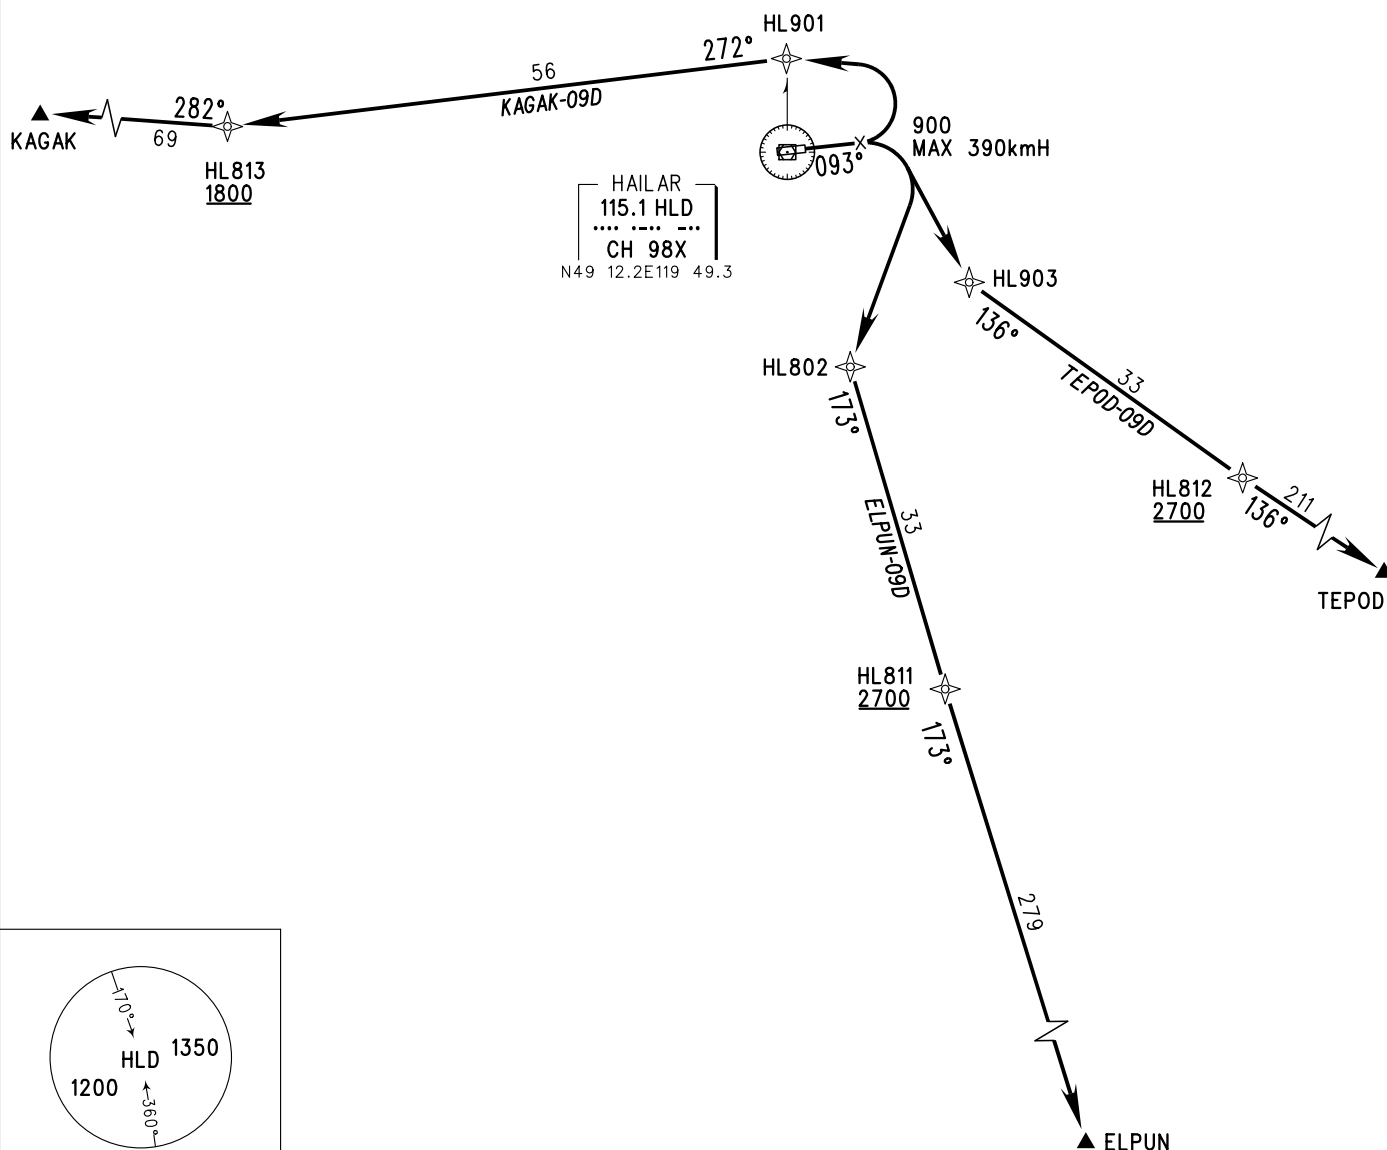 HL901
272°
56
KAGAK-09D
282°
69
KAGAK
HL813
1800
900
MAX 390kmH
093°
HAILAR
115.1 HLD
CH 98X
N49 12.2E119 49.3
HL903
136°
33
TEPOD-09D
HL802
173°
33
ELPUN-09D
HL812
2700
136°
211
TEPOD
HL811
2700
173°
279
170°
HLD
1350
1200
360°
ELPUN